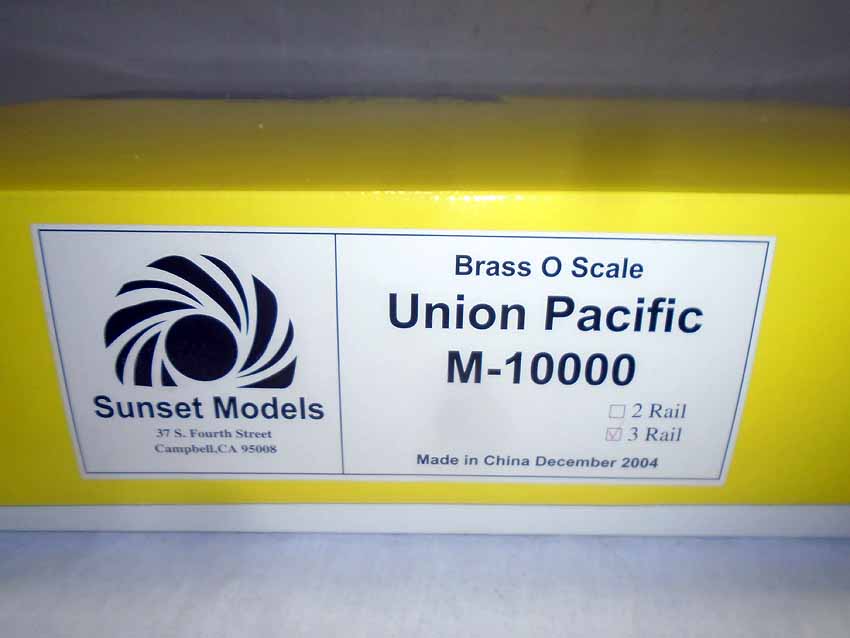 Sunset Models
37 S. Fourth Street
Campbell,CA 95008
Brass O Scale
Union Pacific
M-10000
☐ 2 Rail
☑ 3 Rail
Made in China December 2004